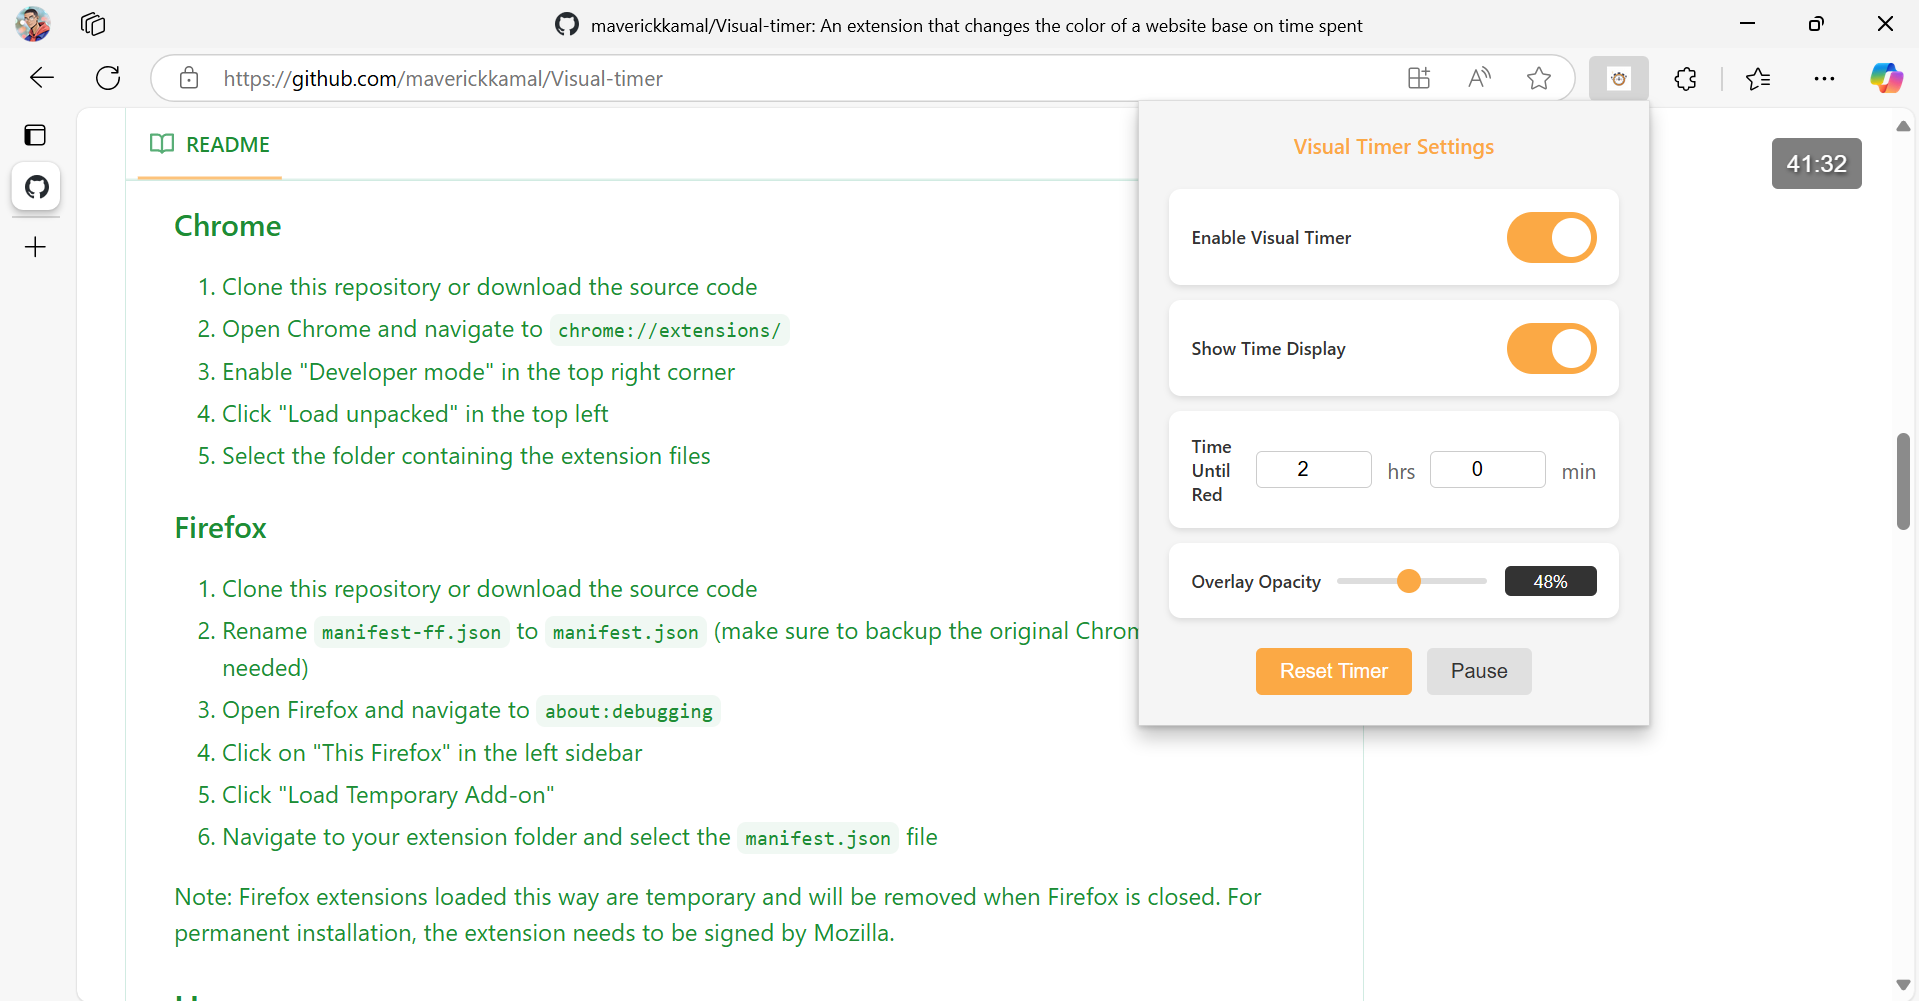 maverickkamal/Visual-timer: An extension that changes the color of a website base on time spent
https://github.com/maverickkamal/Visual-timer
README
Chrome
1. Clone this repository or download the source code
2. Open Chrome and navigate to chrome://extensions/
3. Enable "Developer mode" in the top right corner
4. Click "Load unpacked" in the top left
5. Select the folder containing the extension files
Firefox
1. Clone this repository or download the source code
2. Rename manifest-ff.json to manifest.json (make sure to backup the original Chrom
needed)
3. Open Firefox and navigate to about:debugging
4. Click on "This Firefox" in the left sidebar
5. Click "Load Temporary Add-on"
6. Navigate to your extension folder and select the manifest.json file
Note: Firefox extensions loaded this way are temporary and will be removed when Firefox is closed. For
permanent installation, the extension needs to be signed by Mozilla.
Visual Timer Settings
Enable Visual Timer
Show Time Display
Time
Until
Red
2 hrs 0 min
Overlay Opacity 48%
Reset Timer Pause
41:32